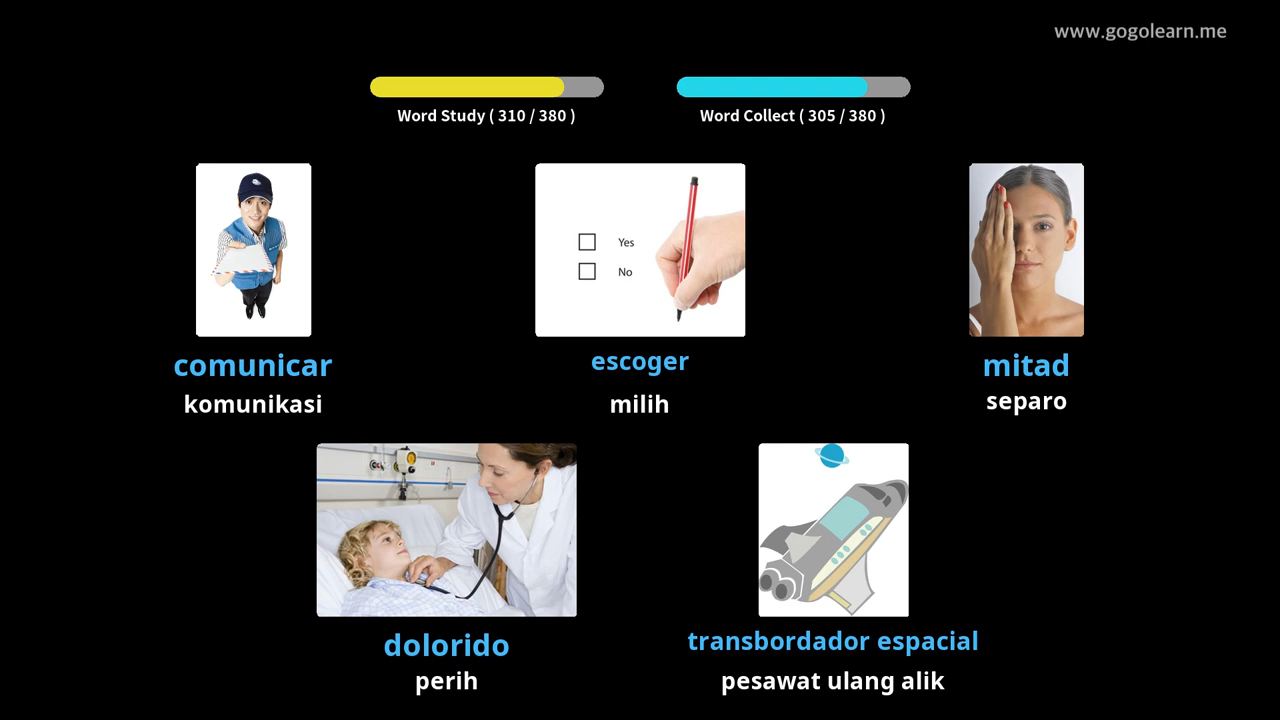 www.gogolearn.me
Word Study ( 310 / 380 )
Word Collect ( 305 / 380 )
Yes
No
comunicar
komunikasi
escoger
milih
mitad
separo
dolorido
perih
transbordador espacial
pesawat ulang alik